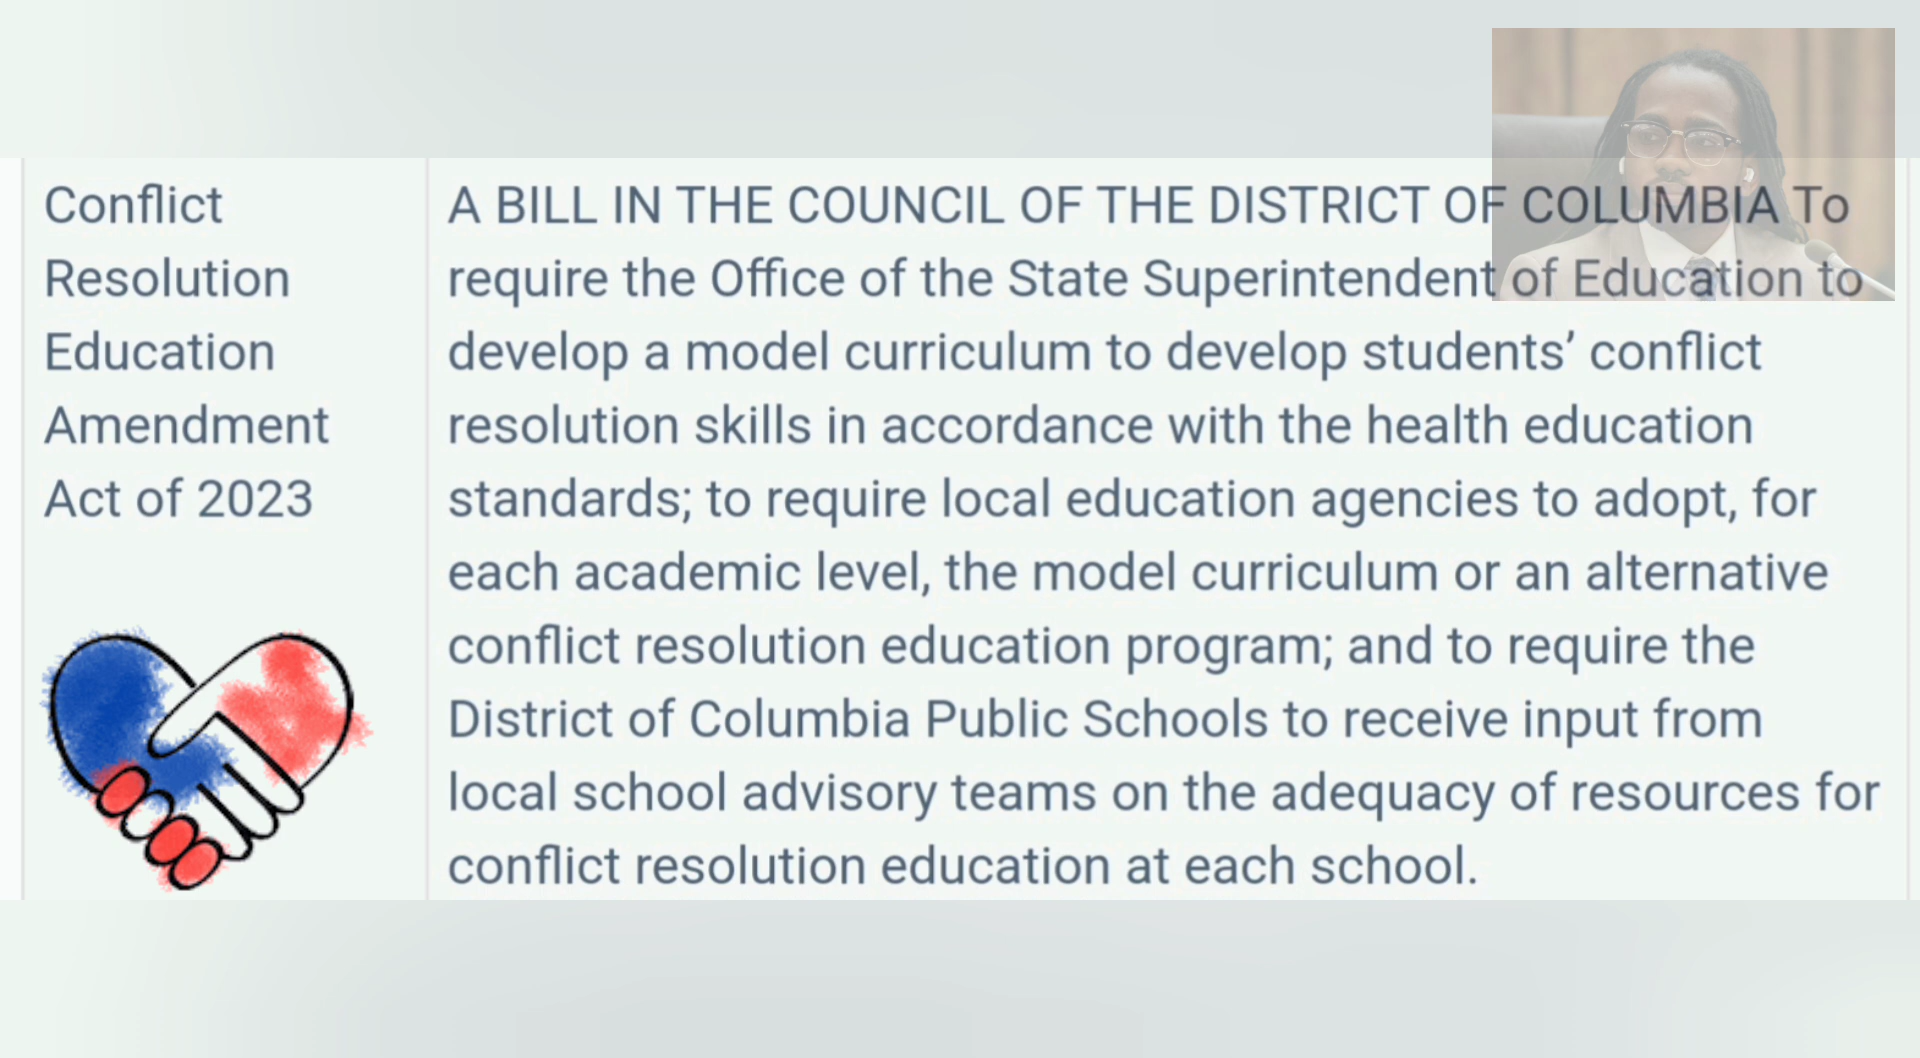 Conflict
Resolution
Education
Amendment
Act of 2023
A BILL IN THE COUNCIL OF THE DISTRICT OF COLUMBIA To
require the Office of the State Superintendent of Education to
develop a model curriculum to develop students’ conflict
resolution skills in accordance with the health education
standards; to require local education agencies to adopt, for
each academic level, the model curriculum or an alternative
conflict resolution education program; and to require the
District of Columbia Public Schools to receive input from
local school advisory teams on the adequacy of resources for
conflict resolution education at each school.